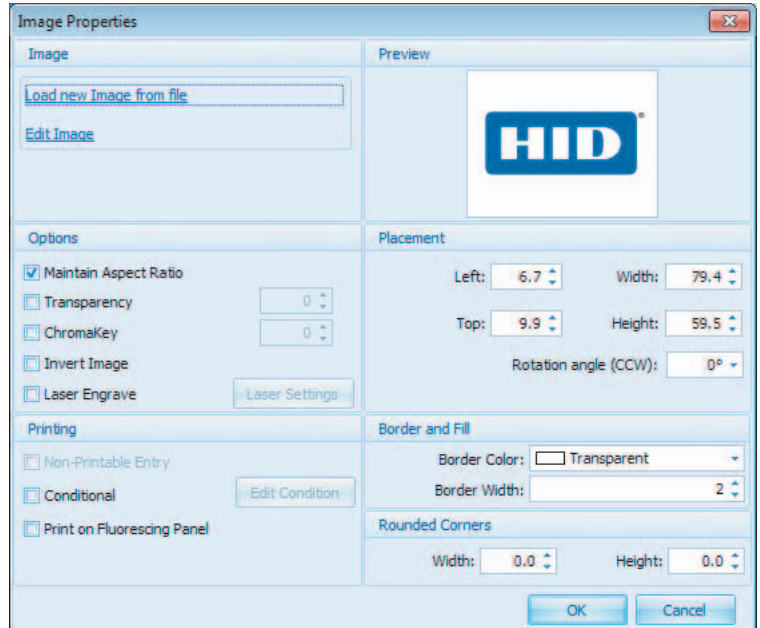 Image Properties
Image
Load new Image from file
Edit Image
Preview
HID
Options
Maintain Aspect Ratio
Transparency 0
ChromaKey 0
Invert Image
Laser Engrave Laser Settings
Placement
Left: 6.7 Width: 79.4
Top: 9.9 Height: 59.5
Rotation angle (CCW): 0°
Printing
Non-Printable Entry
Conditional Edit Condition
Print on Fluorescing Panel
Border and Fill
Border Color: Transparent
Border Width: 2
Rounded Corners
Width: 0.0 Height: 0.0
OK Cancel